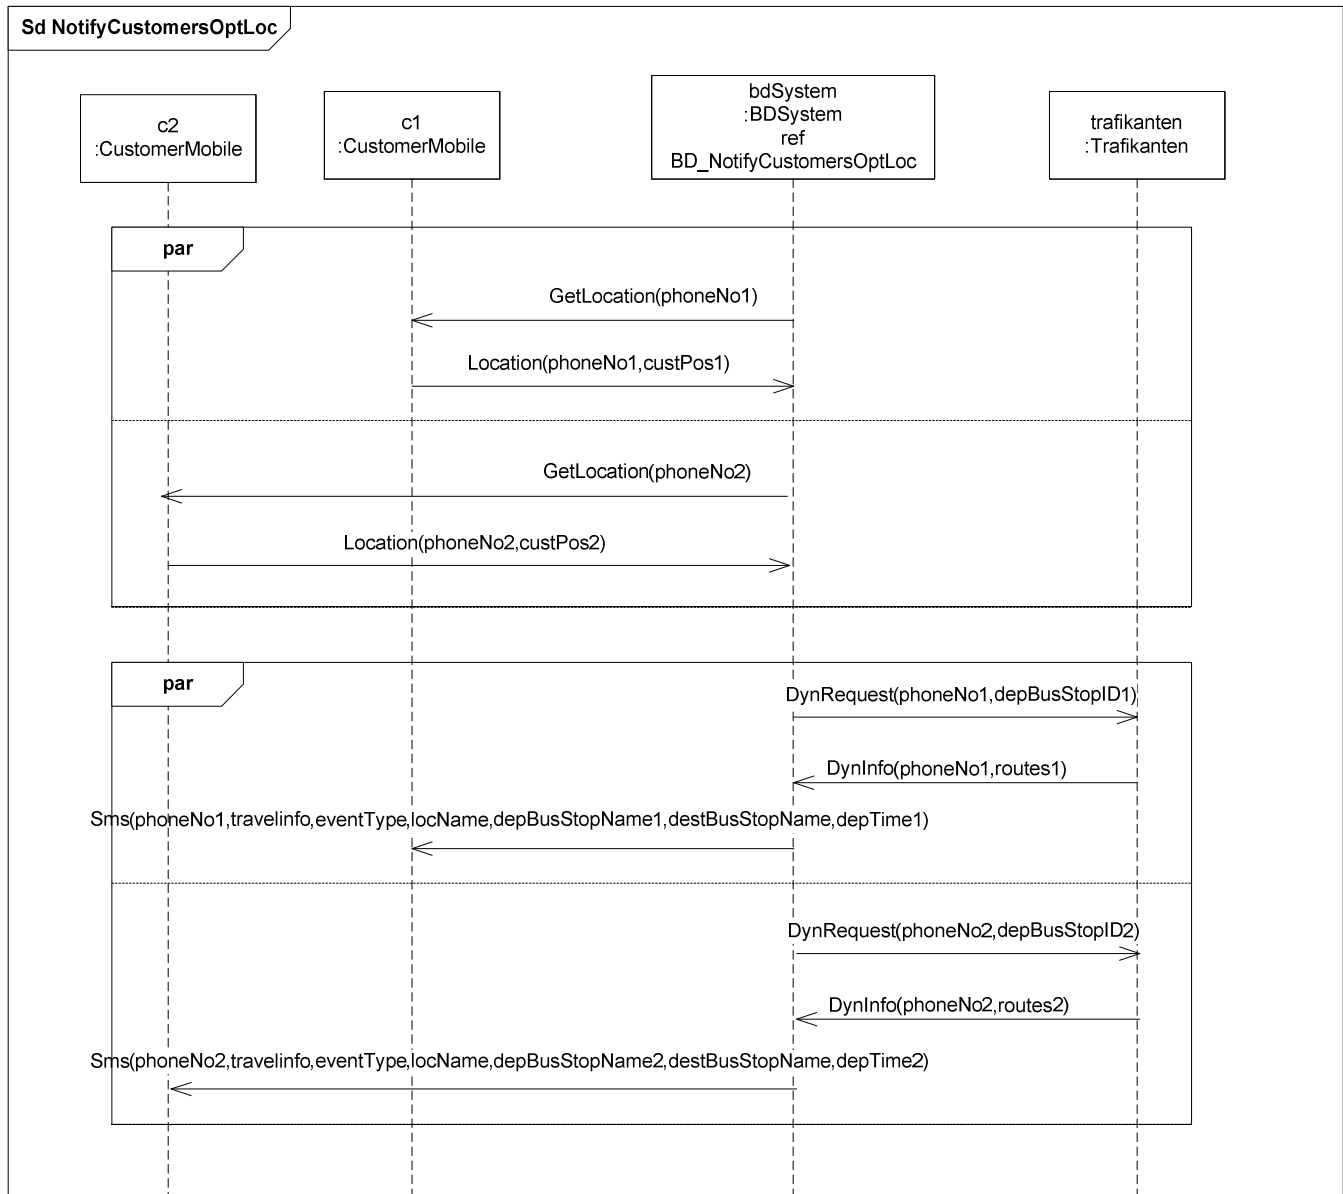 Sd NotifyCustomersOptLoc
c2
:CustomerMobile
c1
:CustomerMobile
bdSystem
:BDSystem
ref
BD_NotifyCustomersOptLoc
trafikanten
:Trafikanten
par
GetLocation(phoneNo1)
Location(phoneNo1,custPos1)
GetLocation(phoneNo2)
Location(phoneNo2,custPos2)
par
DynRequest(phoneNo1,depBusStopID1)
DynInfo(phoneNo1,routes1)
Sms(phoneNo1,travelinfo,eventType,locName,depBusStopName1,destBusStopName,depTime1)
DynRequest(phoneNo2,depBusStopID2)
DynInfo(phoneNo2,routes2)
Sms(phoneNo2,travelinfo,eventType,locName,depBusStopName2,destBusStopName,depTime2)